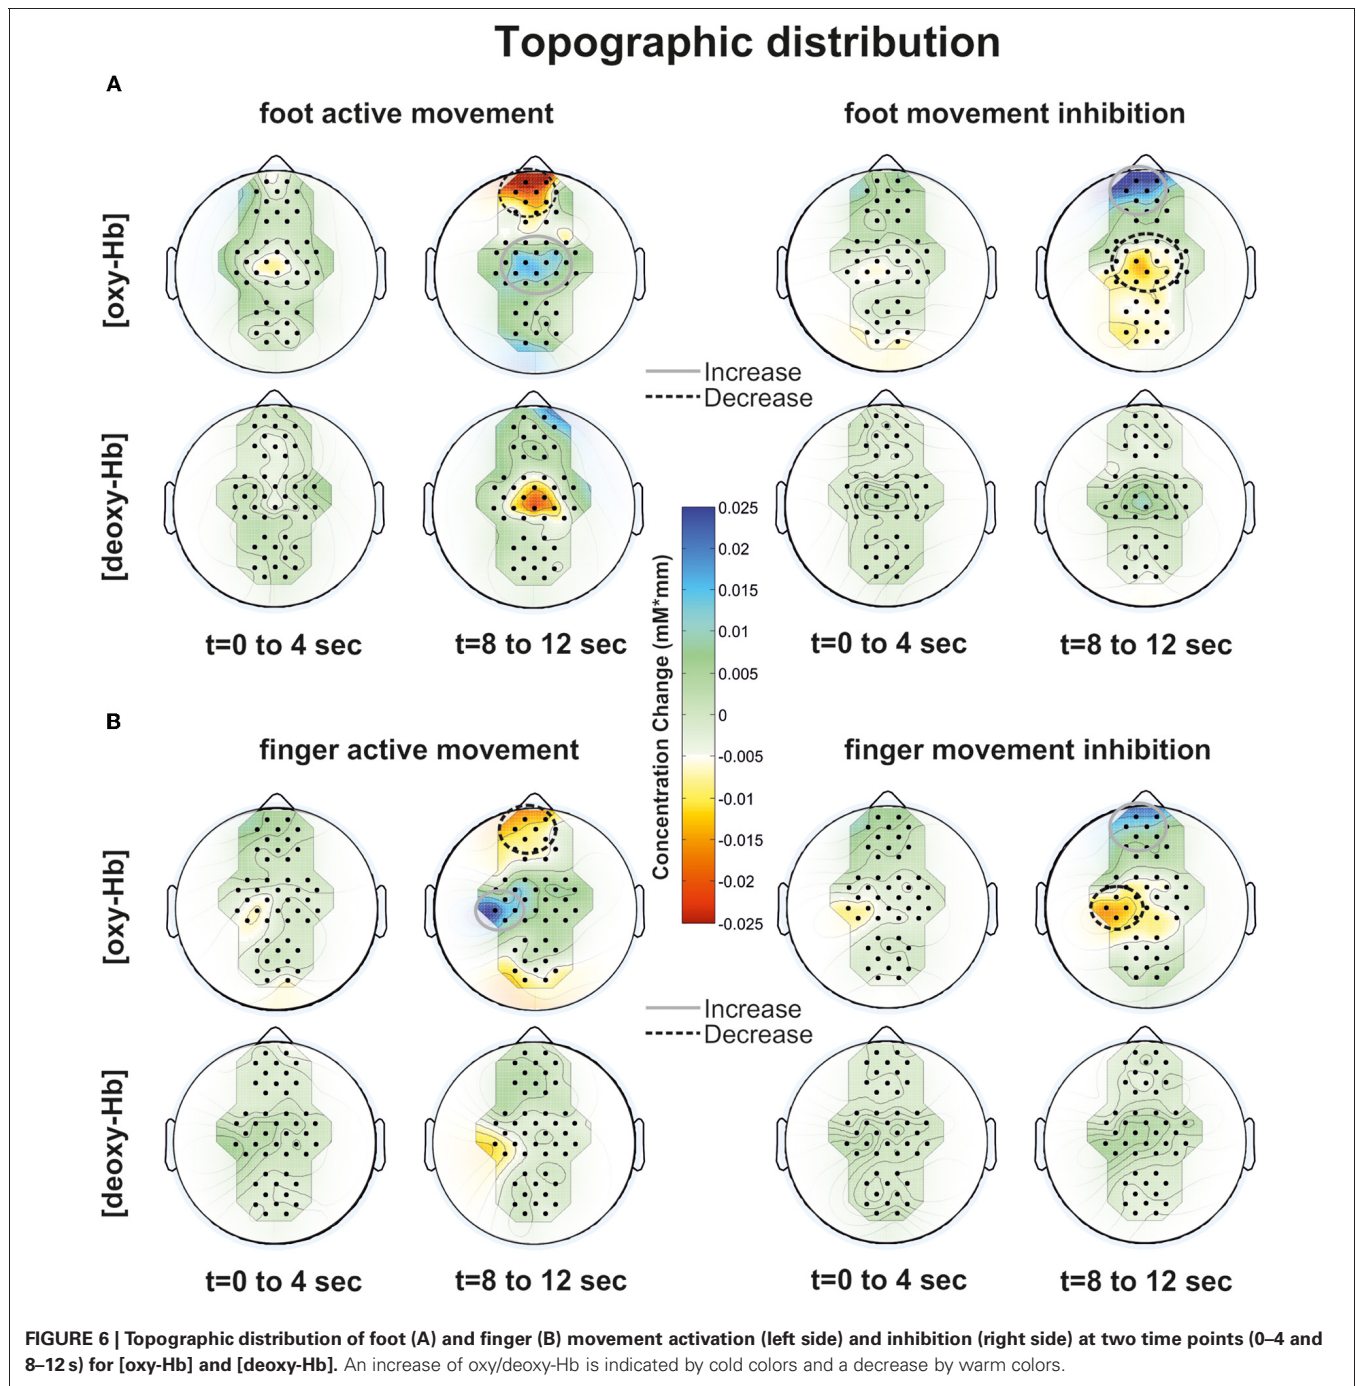 Topographic distribution
A
foot active movement
foot movement inhibition
[oxy-Hb]
Increase
Decrease
[deoxy-Hb]
t=0 to 4 sec
t=8 to 12 sec
t=0 to 4 sec
t=8 to 12 sec
Concentration Change (mM*mm)
0.025
0.02
0.015
0.01
0.005
0
-0.005
-0.01
-0.015
-0.02
-0.025
B
finger active movement
finger movement inhibition
[oxy-Hb]
Increase
Decrease
[deoxy-Hb]
t=0 to 4 sec
t=8 to 12 sec
t=0 to 4 sec
t=8 to 12 sec
FIGURE 6 | Topographic distribution of foot (A) and finger (B) movement activation (left side) and inhibition (right side) at two time points (0–4 and
8–12 s) for [oxy-Hb] and [deoxy-Hb]. An increase of oxy/deoxy-Hb is indicated by cold colors and a decrease by warm colors.